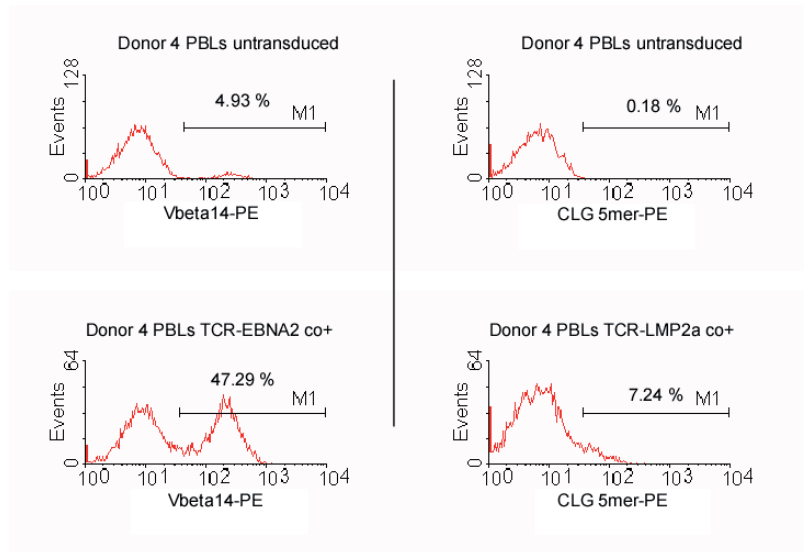 Donor 4 PBLs untransduced
128
Events
0
4.93 %
M1
10⁰ 10¹ 10² 10³ 10⁴
Vbeta14-PE
Donor 4 PBLs untransduced
128
Events
0
0.18 %
M1
10⁰ 10¹ 10² 10³ 10⁴
CLG 5mer-PE
Donor 4 PBLs TCR-EBNA2 co+
64
Events
0
47.29 %
M1
10⁰ 10¹ 10² 10³ 10⁴
Vbeta14-PE
Donor 4 PBLs TCR-LMP2a co+
64
Events
0
7.24 %
M1
10⁰ 10¹ 10² 10³ 10⁴
CLG 5mer-PE